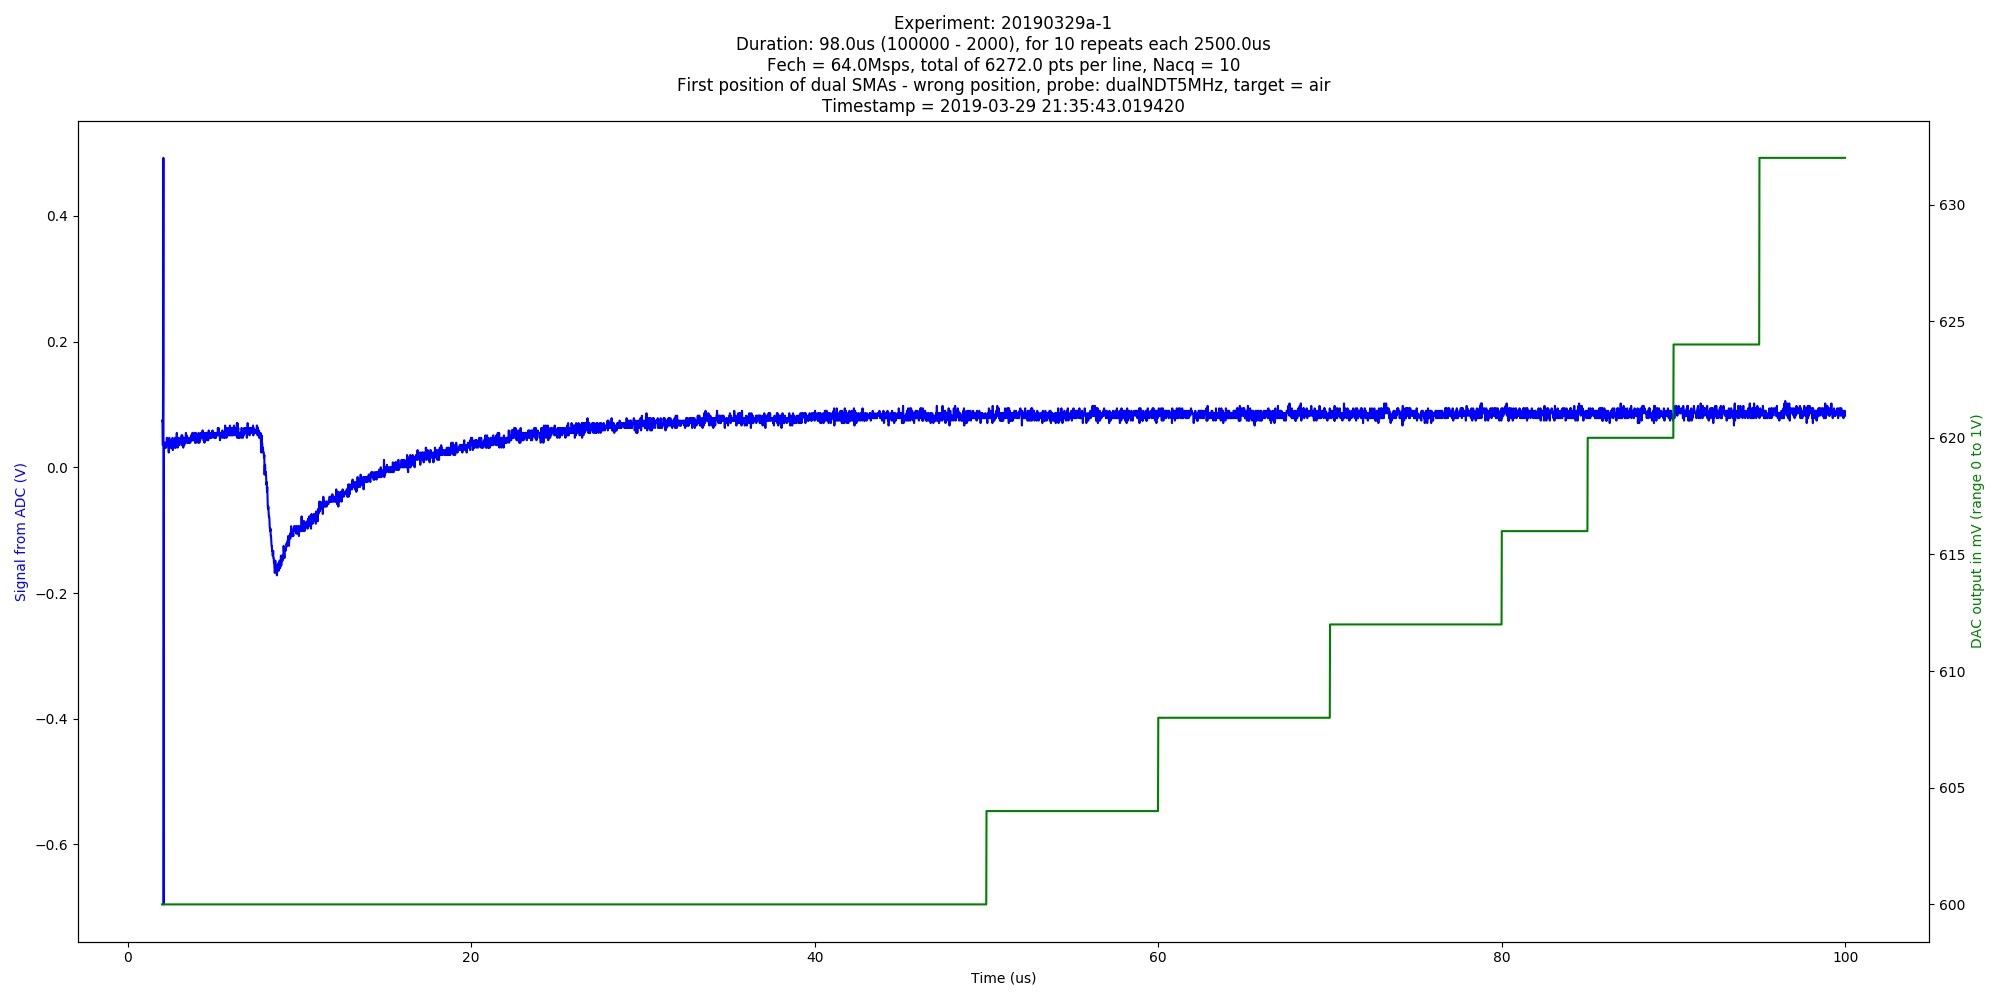 Experiment: 20190329a-1
Duration: 98.0us (100000 - 2000), for 10 repeats each 2500.0us
Fech = 64.0Msps, total of 6272.0 pts per line, Nacq = 10
First position of dual SMAs - wrong position, probe: dualNDT5MHz, target = air
Timestamp = 2019-03-29 21:35:43.019420
Signal from ADC (V)
0.4
0.2
0.0
−0.2
−0.4
−0.6
0
20
40
60
80
100
Time (us)
630
625
620
615
610
605
600
DAC output in mV (range 0 to 1V)